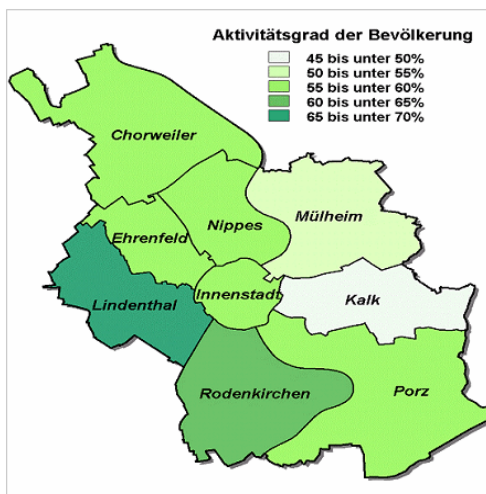 Aktivitätsgrad der Bevölkerung
45 bis unter 50%
50 bis unter 55%
55 bis unter 60%
60 bis unter 65%
65 bis unter 70%
Chorweiler
Nippes
Mülheim
Ehrenfeld
Lindenthal
Innenstadt
Kalk
Rodenkirchen
Porz